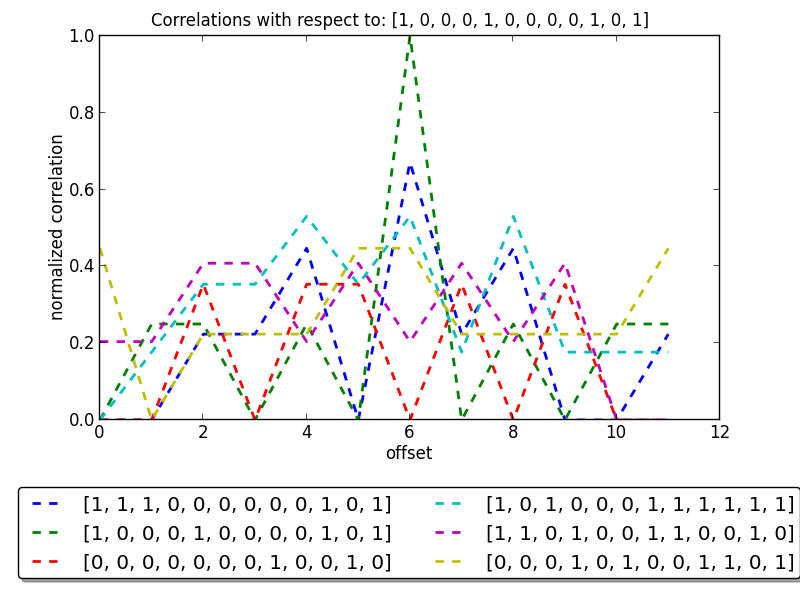 Correlations with respect to: [1, 0, 0, 0, 1, 0, 0, 0, 0, 1, 0, 1]
1.0
0.8
0.6
0.4
0.2
0.0
normalized correlation
0 2 4 6 8 10 12
offset
[1, 1, 1, 0, 0, 0, 0, 0, 0, 1, 0, 1] [1, 0, 1, 0, 0, 0, 1, 1, 1, 1, 1, 1]
[1, 0, 0, 0, 1, 0, 0, 0, 0, 1, 0, 1] [1, 1, 0, 1, 0, 0, 1, 1, 0, 0, 1, 0]
[0, 0, 0, 0, 0, 0, 0, 1, 0, 0, 1, 0] [0, 0, 0, 1, 0, 1, 0, 0, 1, 1, 0, 1]